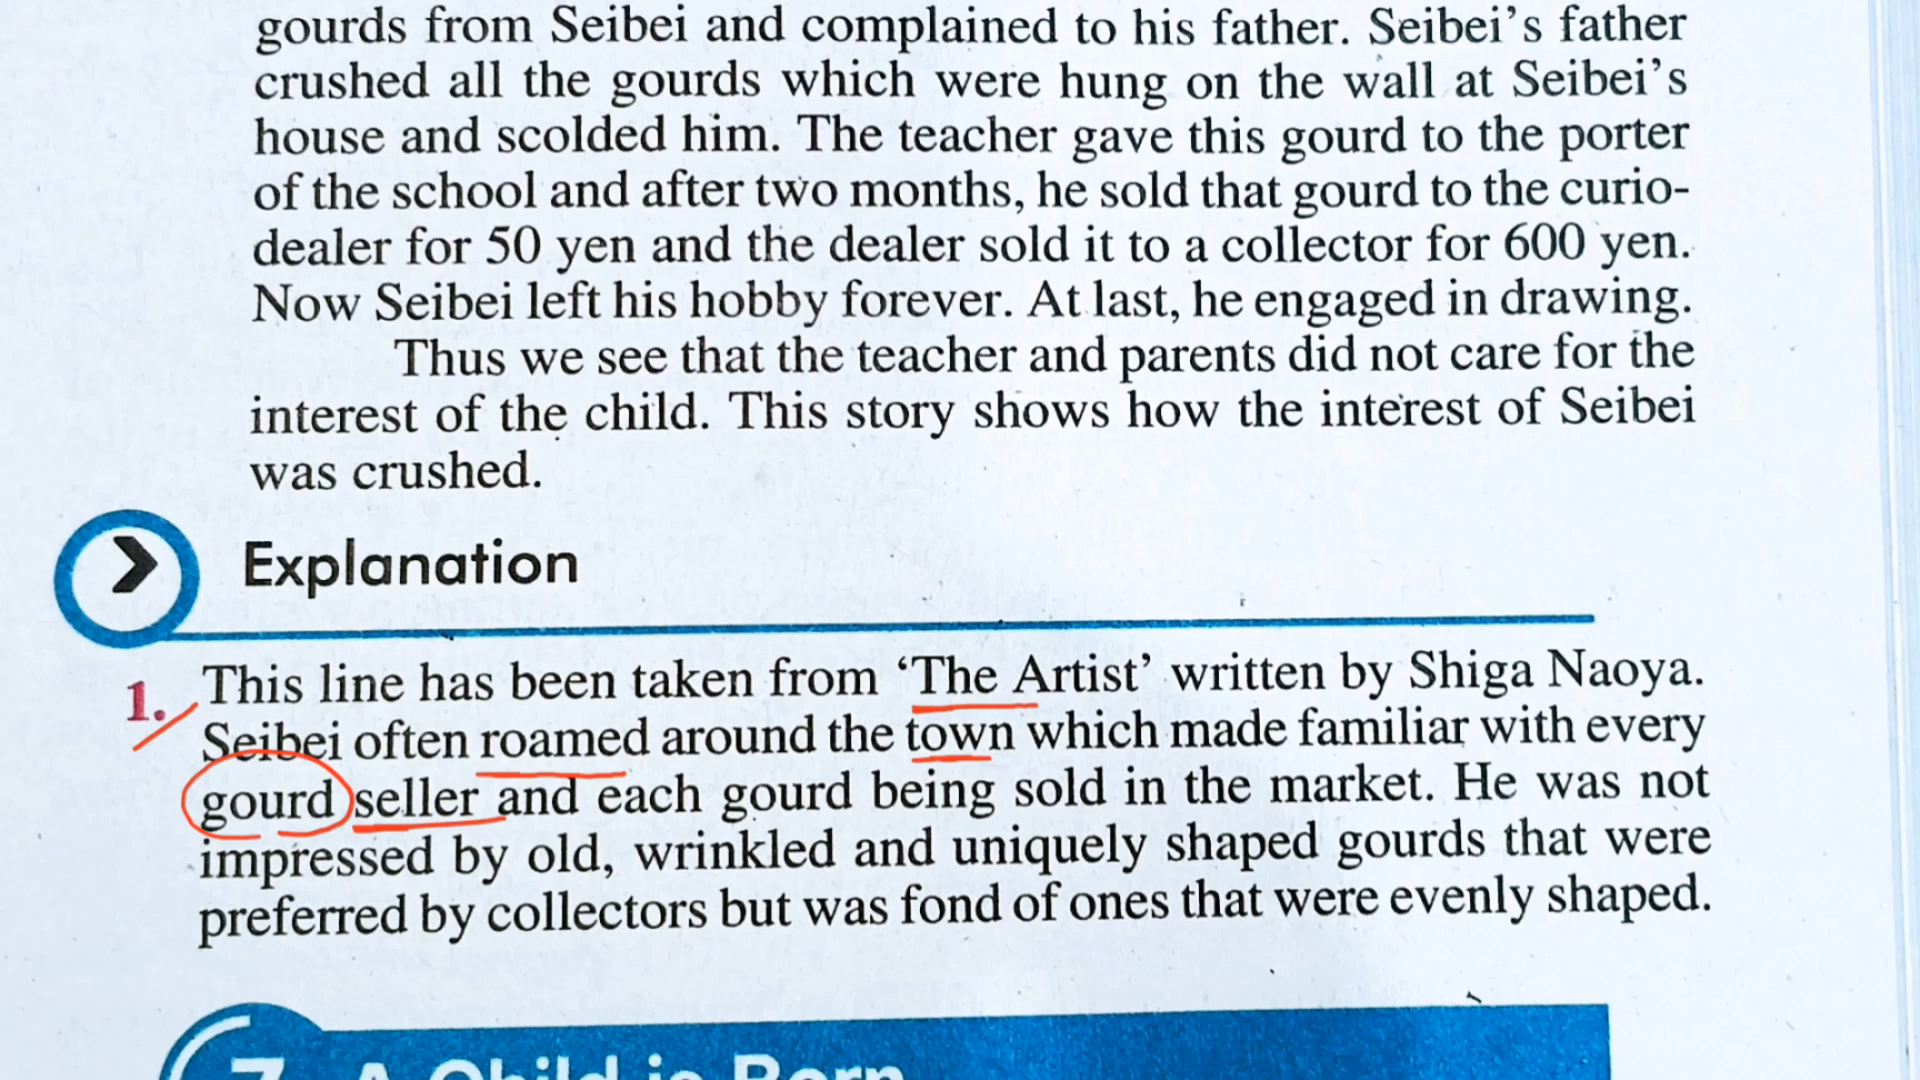 gourds from Seibei and complained to his father. Seibei's father
crushed all the gourds which were hung on the wall at Seibei's
house and scolded him. The teacher gave this gourd to the porter
of the school and after two months, he sold that gourd to the curio-
dealer for 50 yen and the dealer sold it to a collector for 600 yen.
Now Seibei left his hobby forever. At last, he engaged in drawing.
Thus we see that the teacher and parents did not care for the
interest of the child. This story shows how the interest of Seibei
was crushed.
Explanation
1. This line has been taken from ‘The Artist’ written by Shiga Naoya.
Seibei often roamed around the town which made familiar with every
gourd seller and each gourd being sold in the market. He was not
impressed by old, wrinkled and uniquely shaped gourds that were
preferred by collectors but was fond of ones that were evenly shaped.
7 A Child is Born